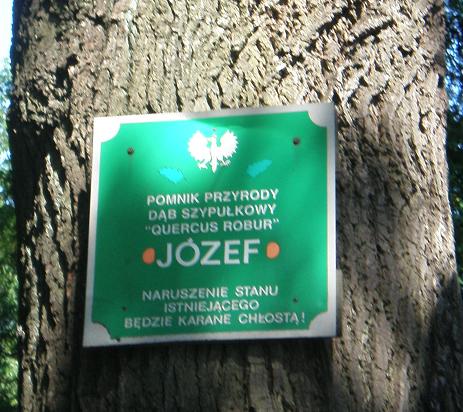 POMNIK PRZYRODY
DĄB SZYPUŁKOWY
"QUERCUS ROBUR"
JÓZEF
NARUSZENIE STANU
ISTNIEJĄCEGO
BĘDZIE KARANE CHŁOSTĄ!